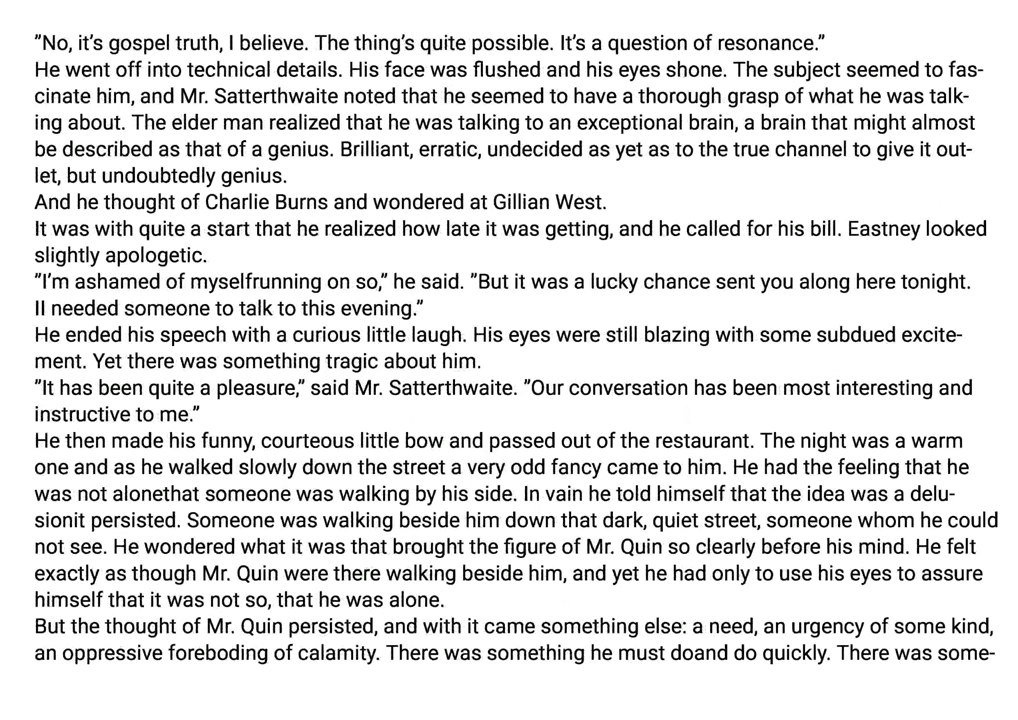 "No, it's gospel truth, I believe. The thing's quite possible. It's a question of resonance."
He went off into technical details. His face was flushed and his eyes shone. The subject seemed to fas-
cinate him, and Mr. Satterthwaite noted that he seemed to have a thorough grasp of what he was talk-
ing about. The elder man realized that he was talking to an exceptional brain, a brain that might almost
be described as that of a genius. Brilliant, erratic, undecided as yet as to the true channel to give it out-
let, but undoubtedly genius.
And he thought of Charlie Burns and wondered at Gillian West.
It was with quite a start that he realized how late it was getting, and he called for his bill. Eastney looked
slightly apologetic.
"I'm ashamed of myselfrunning on so," he said. "But it was a lucky chance sent you along here tonight.
II needed someone to talk to this evening."
He ended his speech with a curious little laugh. His eyes were still blazing with some subdued excite-
ment. Yet there was something tragic about him.
"It has been quite a pleasure," said Mr. Satterthwaite. "Our conversation has been most interesting and
instructive to me."
He then made his funny, courteous little bow and passed out of the restaurant. The night was a warm
one and as he walked slowly down the street a very odd fancy came to him. He had the feeling that he
was not alonethat someone was walking by his side. In vain he told himself that the idea was a delu-
sionit persisted. Someone was walking beside him down that dark, quiet street, someone whom he could
not see. He wondered what it was that brought the figure of Mr. Quin so clearly before his mind. He felt
exactly as though Mr. Quin were there walking beside him, and yet he had only to use his eyes to assure
himself that it was not so, that he was alone.
But the thought of Mr. Quin persisted, and with it came something else: a need, an urgency of some kind,
an oppressive foreboding of calamity. There was something he must doand do quickly. There was some-